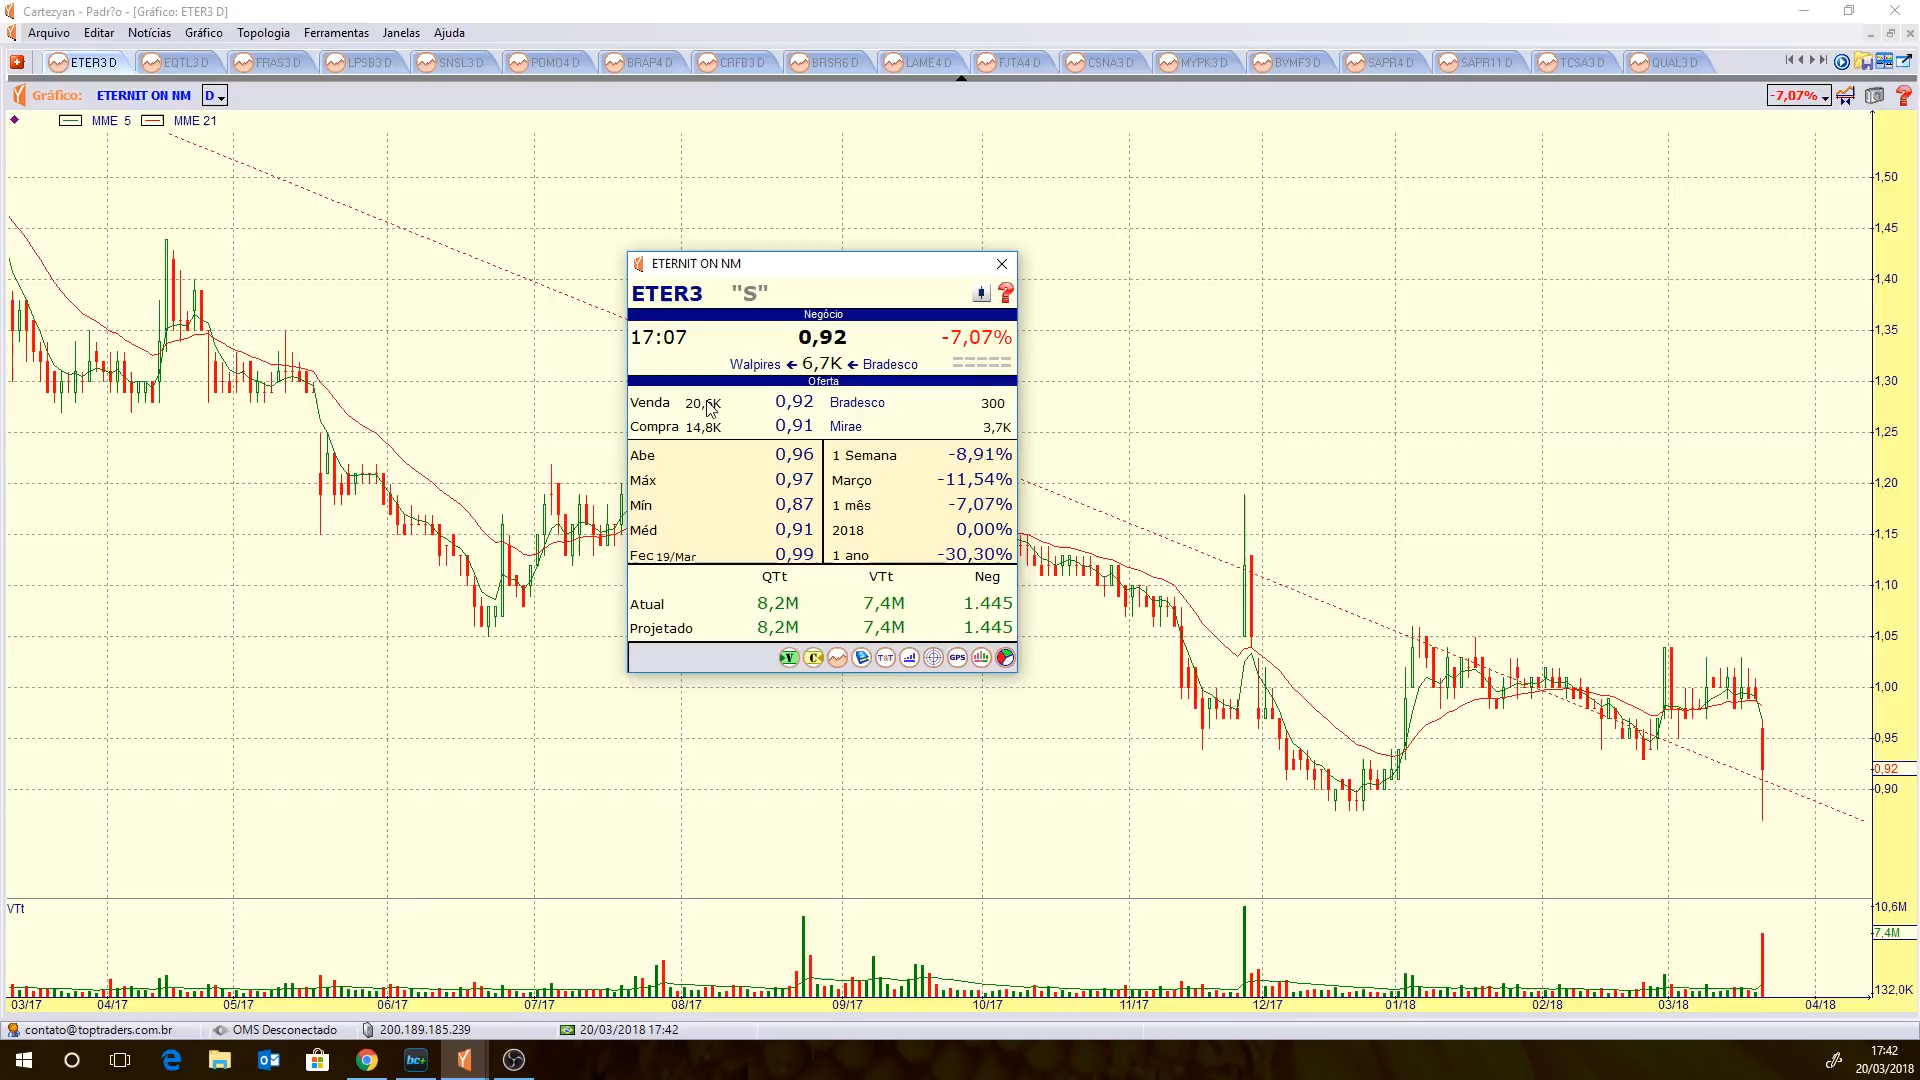 Cartezyan - Padr?o - [Gráfico: ETER3 D]
Arquivo Editar Notícias Gráfico Topologia Ferramentas Janelas Ajuda
ETER3 D EQTL3 D FRAS3 D LPSB3 D SNSL3 D POMO4 D BRAP4 D CRFB3 D BRSR6 D LAME4 D FJTA4 D CSNA3 D MYPK3 D BVMF3 D SAPR4 D SAPR11 D TCSA3 D QUAL3 D
Gráfico: ETERNIT ON NM D -7,07%
MME 5 MME 21
1,50
1,45
1,40
1,35
1,30
1,25
1,20
1,15
1,10
1,05
1,00
0,95
0,92
0,90
ETERNIT ON NM
ETER3 "S"
Negócio
17:07 0,92 -7,07%
Walpires 6,7K Bradesco
Oferta
Venda 0,92 Bradesco 300
Compra 14,8K 0,91 Mirae 3,7K
Abe 0,96 1 Semana -8,91%
Máx 0,97 Março -11,54%
Mín 0,87 1 mês -7,07%
Méd 0,91 2018 0,00%
Fec 19/Mar 0,99 1 ano -30,30%
QTt VTt Neg
Atual 8,2M 7,4M 1.445
Projetado 8,2M 7,4M 1.445
V C T&T GPS
VTt
10,6M
7,4M
132,0K
03/17 04/17 05/17 06/17 07/17 08/17 09/17 10/17 11/17 12/17 01/18 02/18 03/18 04/18
contato@toptraders.com.br OMS Desconectado 200.189.185.239 20/03/2018 17:42
bc+
17:42
20/03/2018